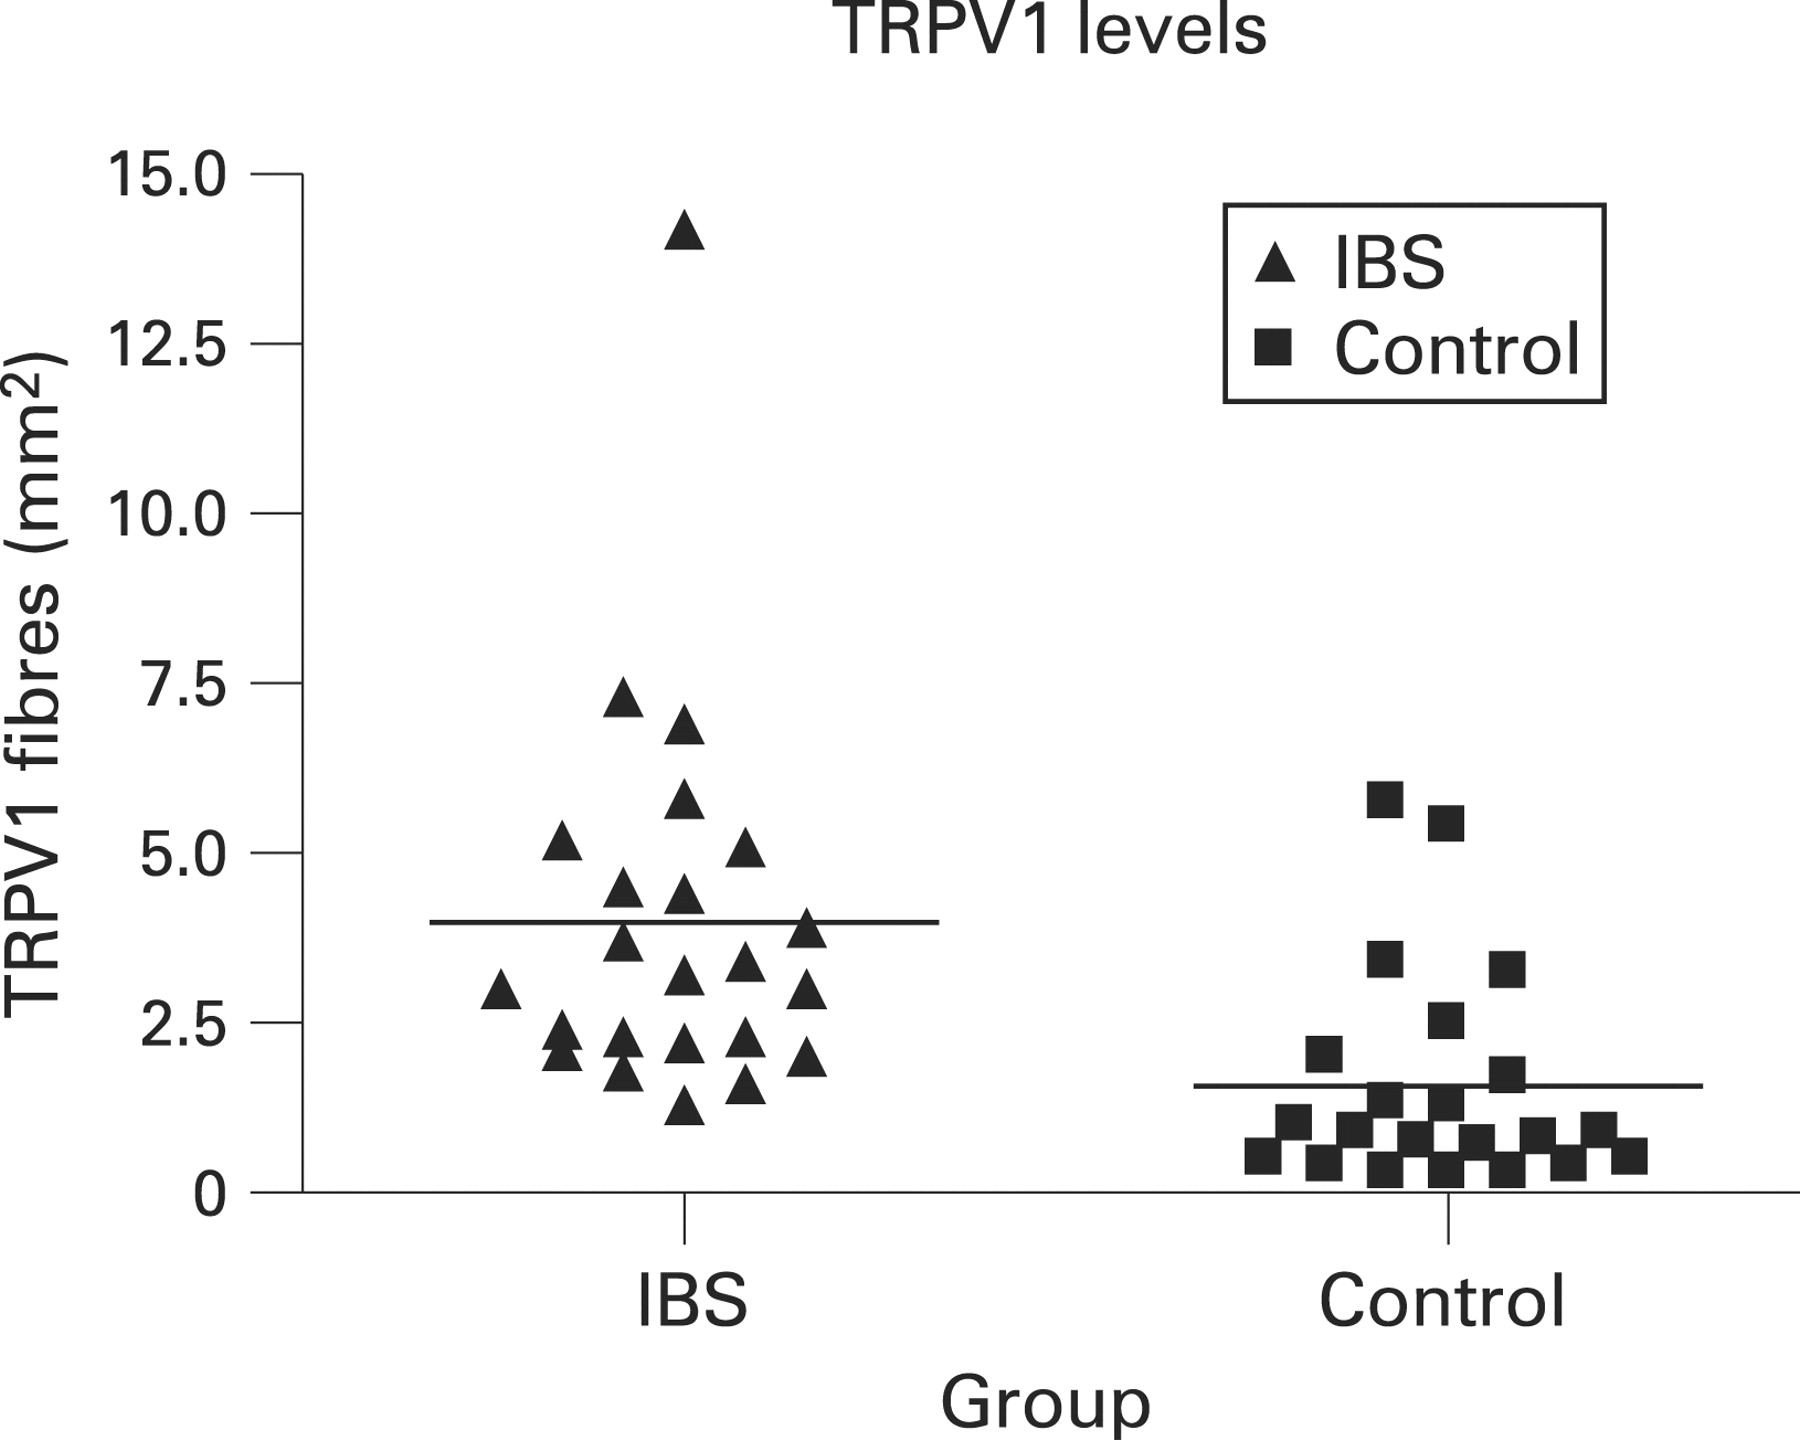 TRPV1 levels
15.0
12.5
10.0
7.5
5.0
2.5
0
TRPV1 fibres (mm²)
IBS
Control
IBS
Control
Group